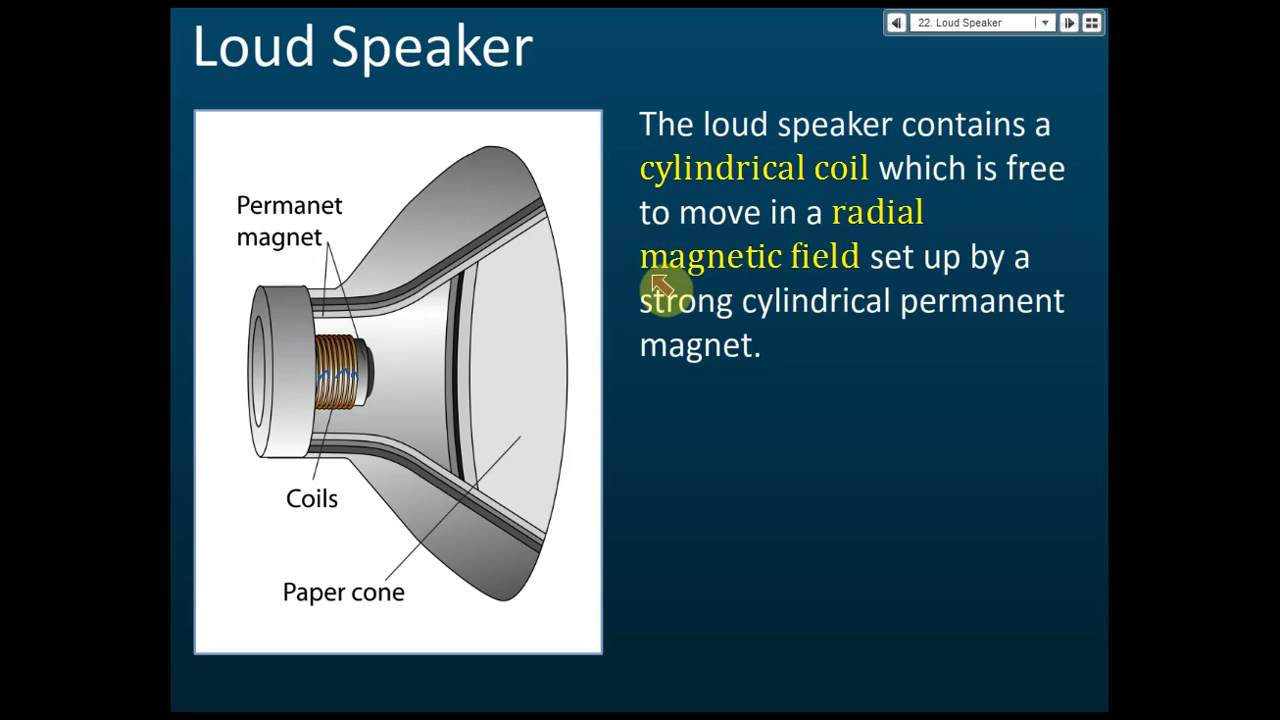 Loud Speaker
22. Loud Speaker
Permanet
magnet
Coils
Paper cone
The loud speaker contains a
cylindrical coil which is free
to move in a radial
magnetic field set up by a
strong cylindrical permanent
magnet.